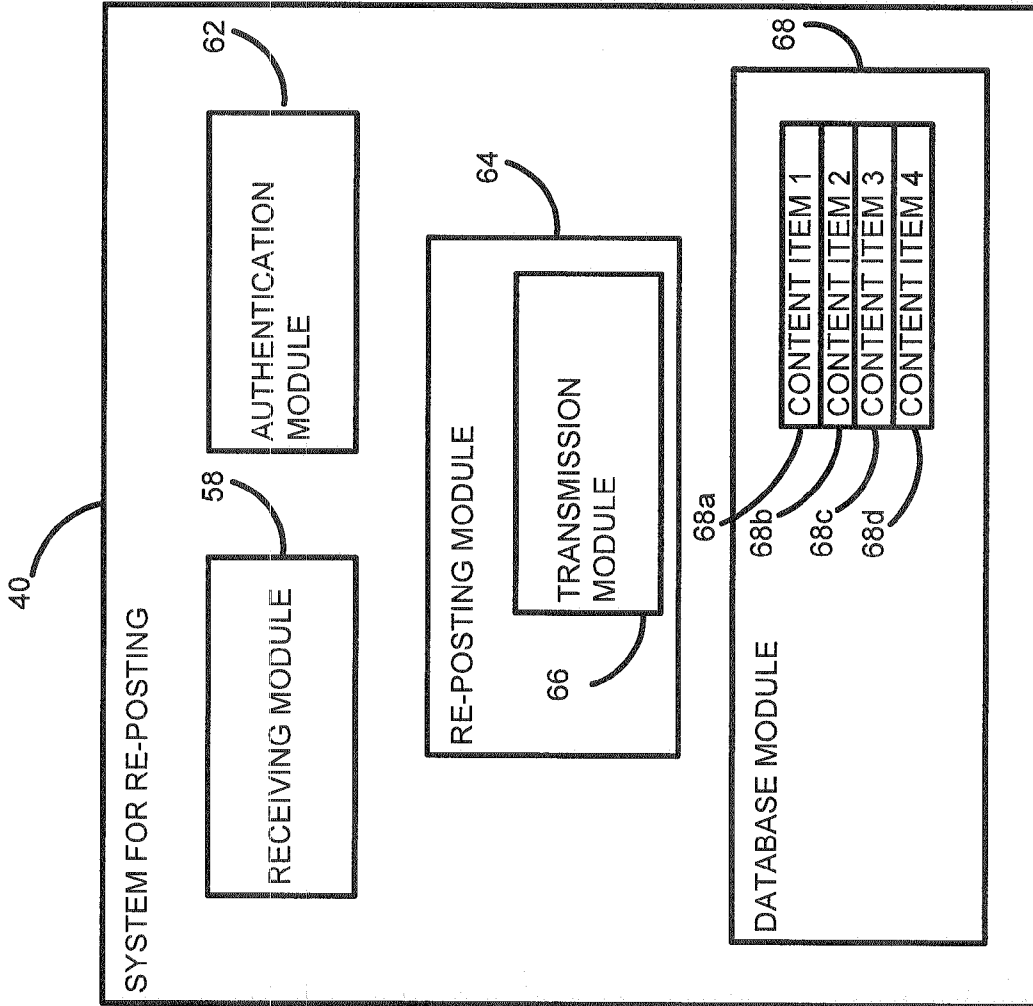 40
SYSTEM FOR RE-POSTING
58
62
RECEIVING MODULE
AUTHENTICATION
MODULE
64
RE-POSTING MODULE
TRANSMISSION
MODULE
66
68
DATABASE MODULE
68a
CONTENT ITEM 1
68b
CONTENT ITEM 2
68c
CONTENT ITEM 3
68d
CONTENT ITEM 4